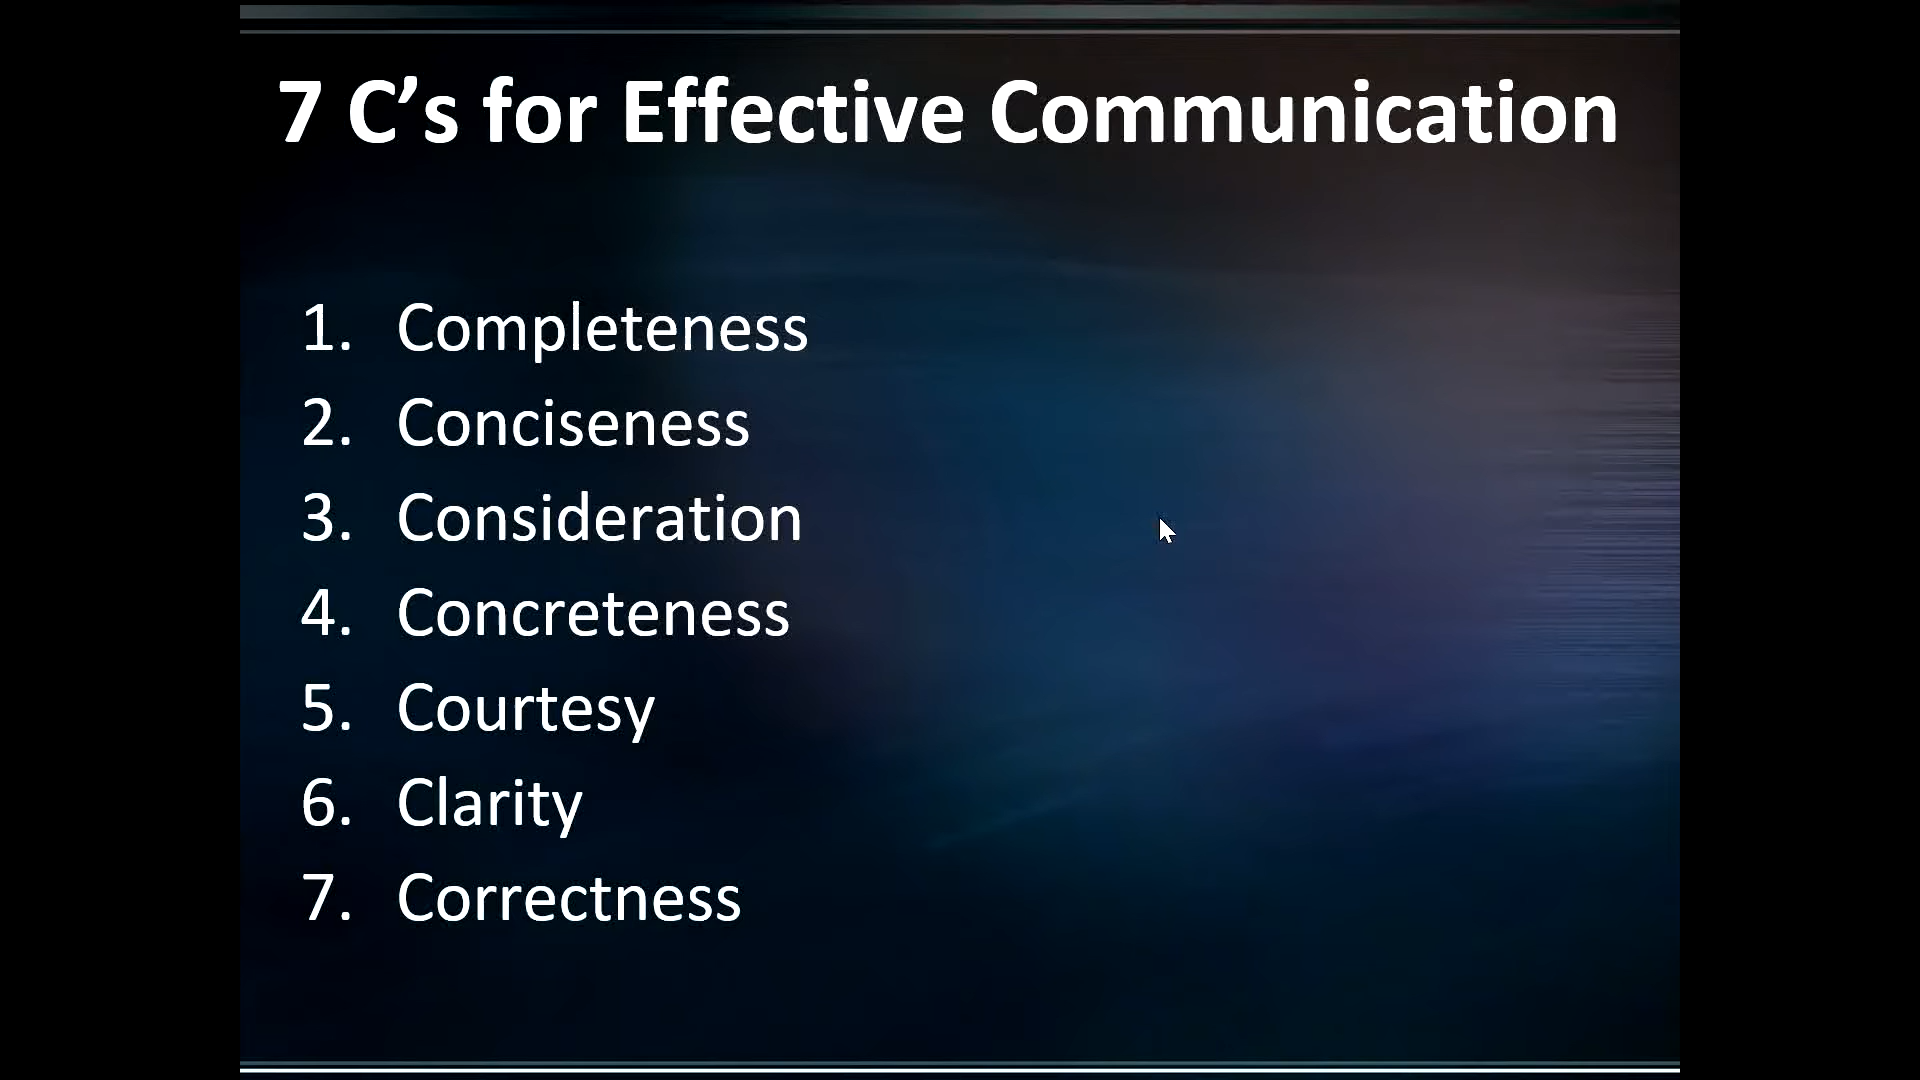 7 C’s for Effective Communication
1. Completeness
2. Conciseness
3. Consideration
4. Concreteness
5. Courtesy
6. Clarity
7. Correctness